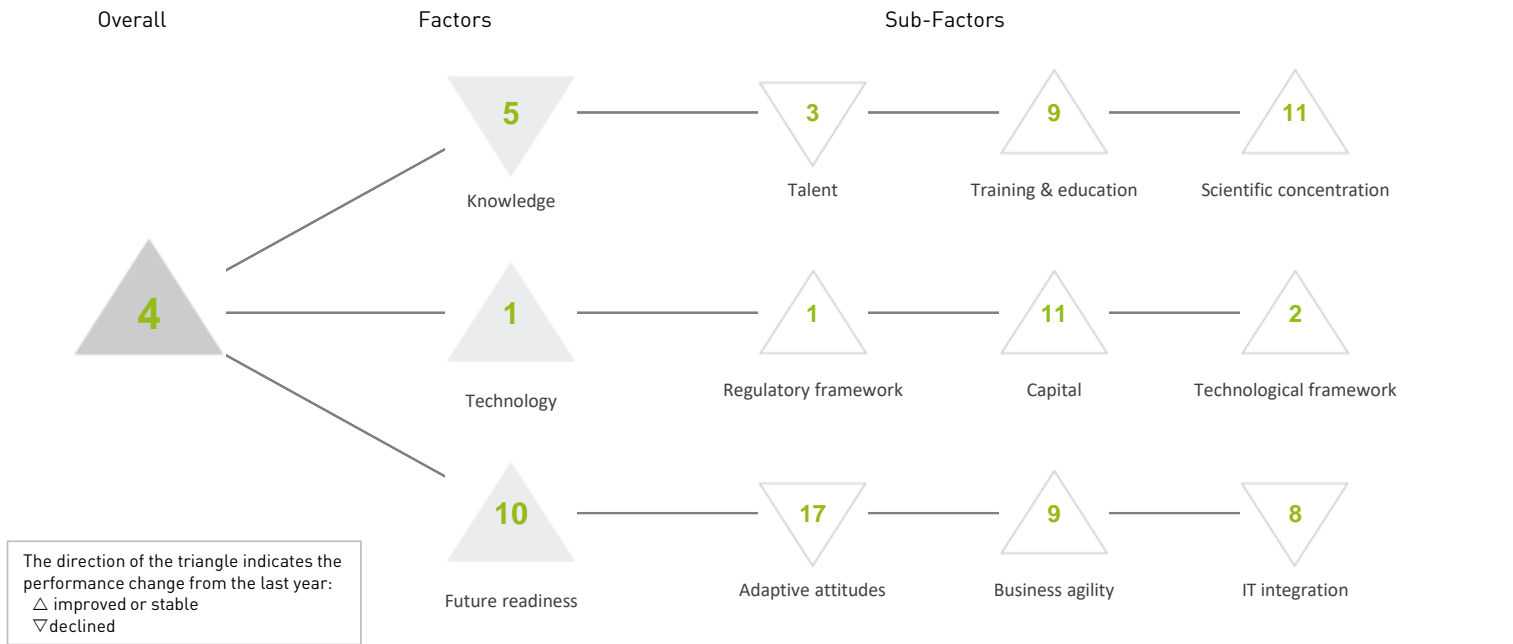 Overall Factors Sub-Factors
5 3 9 11
Knowledge Talent Training & education Scientific concentration
4 1 1 11 2
Technology Regulatory framework Capital Technological framework
10 17 9 8
Future readiness Adaptive attitudes Business agility IT integration
The direction of the triangle indicates the
performance change from the last year:
△ improved or stable
▽declined